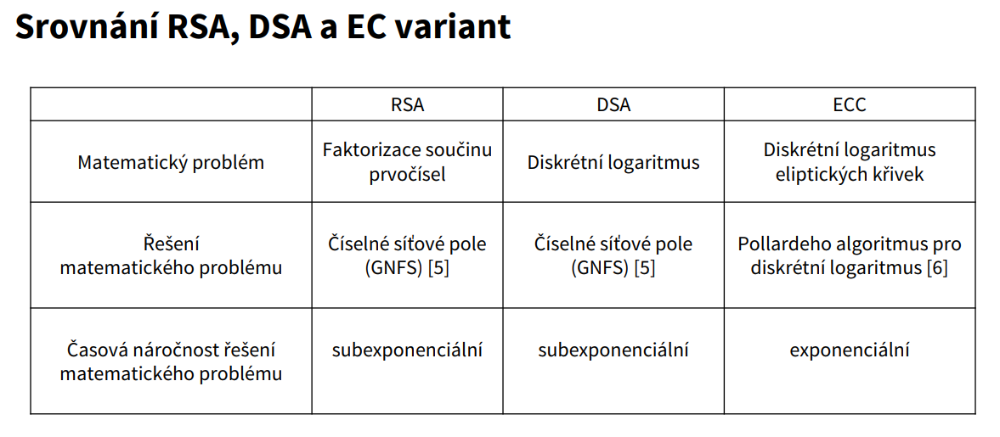 Srovnání RSA, DSA a EC variant
RSA
DSA
ECC
Matematický problém
Faktorizace součinu
prvočísel
Diskrétní logaritmus
Diskrétní logaritmus
eliptických křivek
Řešení
matematického problému
Číselné síťové pole
(GNFS) [5]
Číselné síťové pole
(GNFS) [5]
Pollardeho algoritmus pro
diskrétní logaritmus [6]
Časová náročnost řešení
matematického problému
subexponenciální
subexponenciální
exponenciální